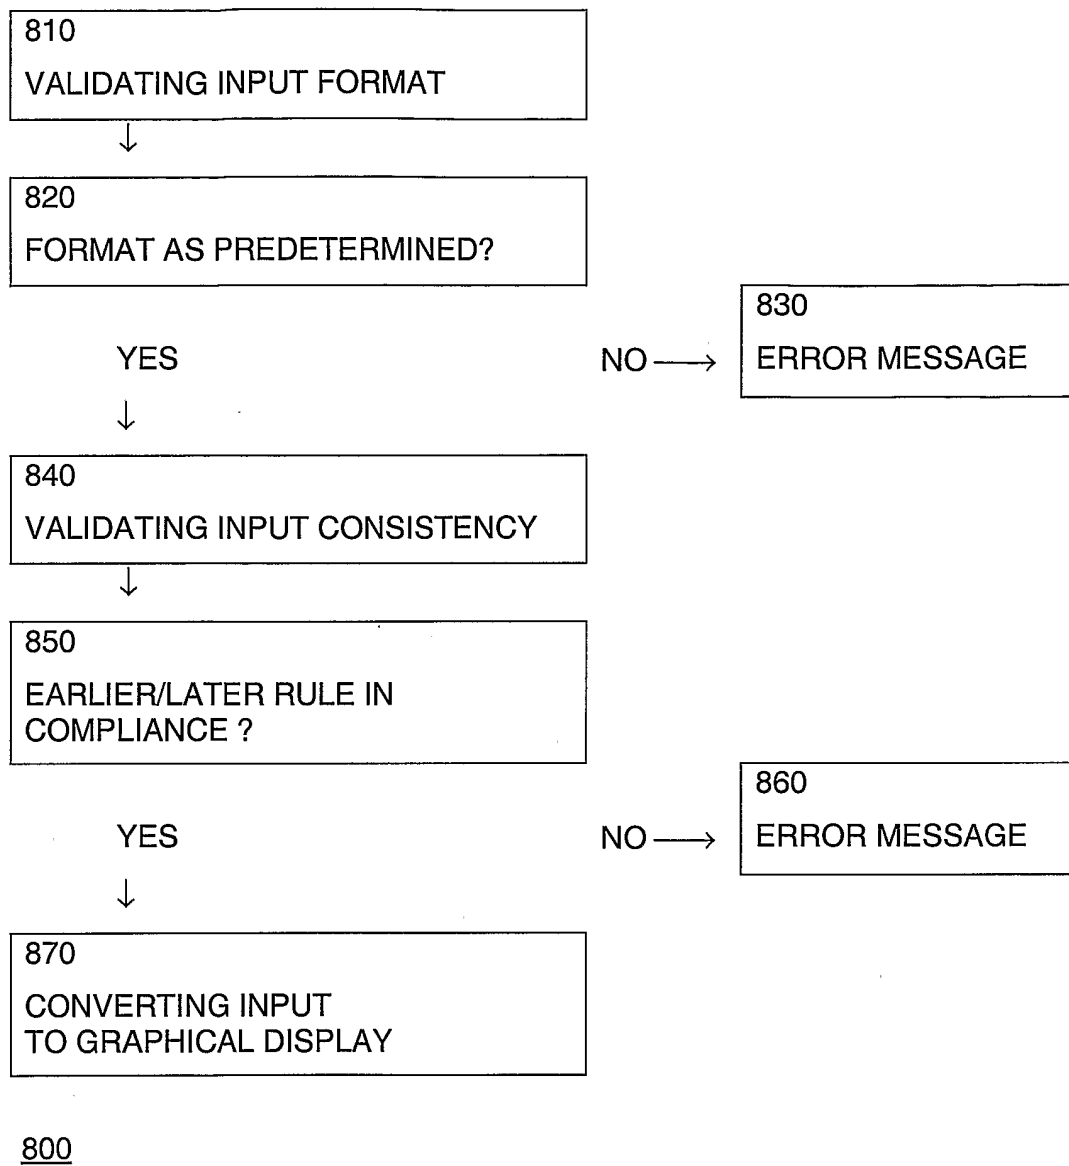 810
VALIDATING INPUT FORMAT
820
FORMAT AS PREDETERMINED?
830
ERROR MESSAGE
YES
NO
840
VALIDATING INPUT CONSISTENCY
850
EARLIER/LATER RULE IN
COMPLIANCE ?
860
ERROR MESSAGE
YES
NO
870
CONVERTING INPUT
TO GRAPHICAL DISPLAY
800